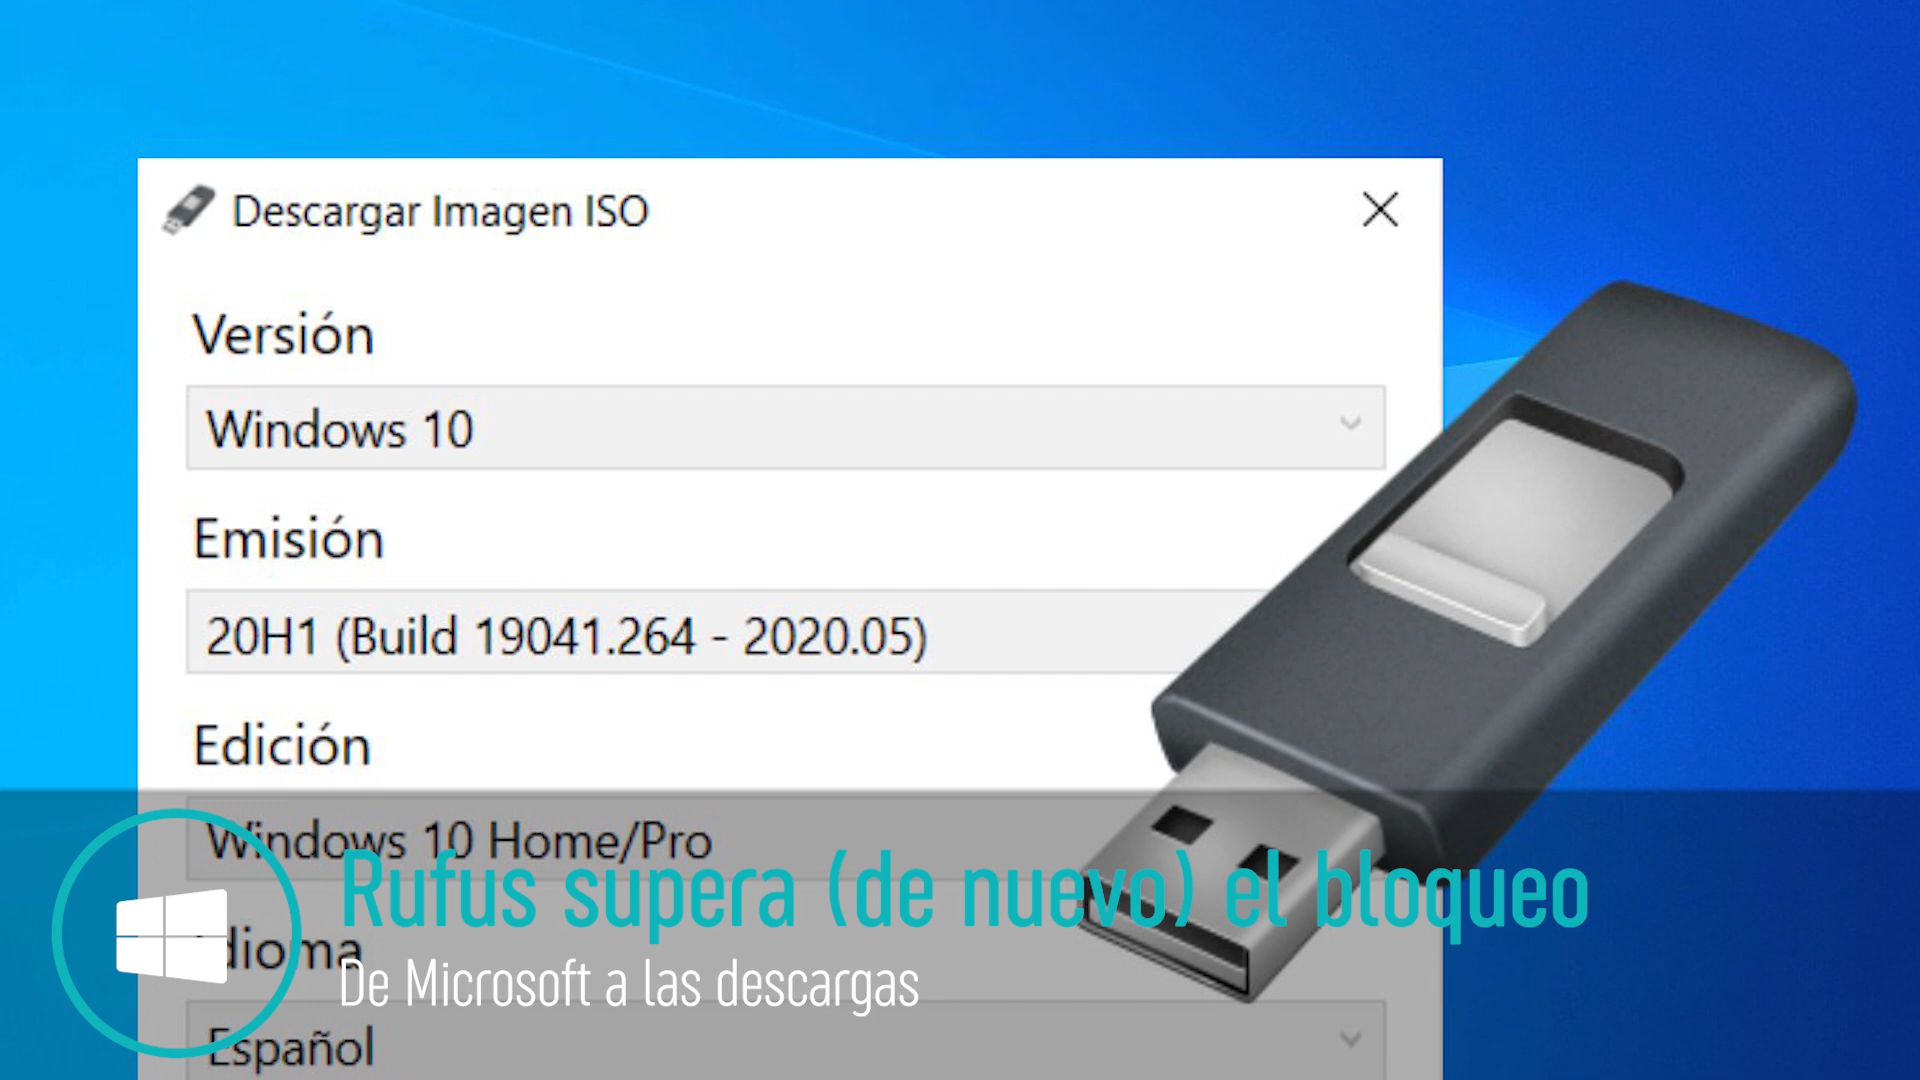 Descargar Imagen ISO
Versión
Windows 10
Emisión
20H1 (Build 19041.264 - 2020.05)
Edición
Windows 10 Home/Pro
Rufus supera (de nuevo) el bloqueo
Idioma
De Microsoft a las descargas
Español